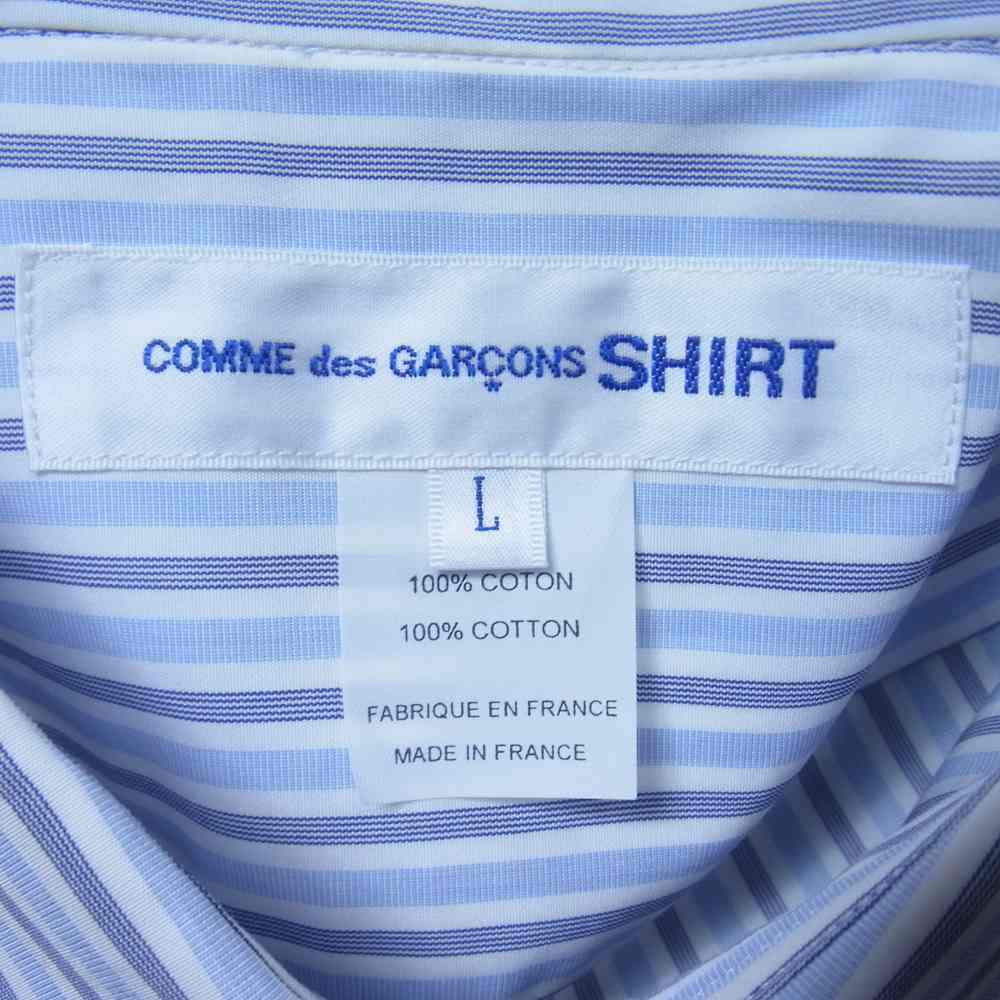 COMME des GARÇONS SHIRT
L
100% COTON
100% COTTON
FABRIQUE EN FRANCE
MADE IN FRANCE